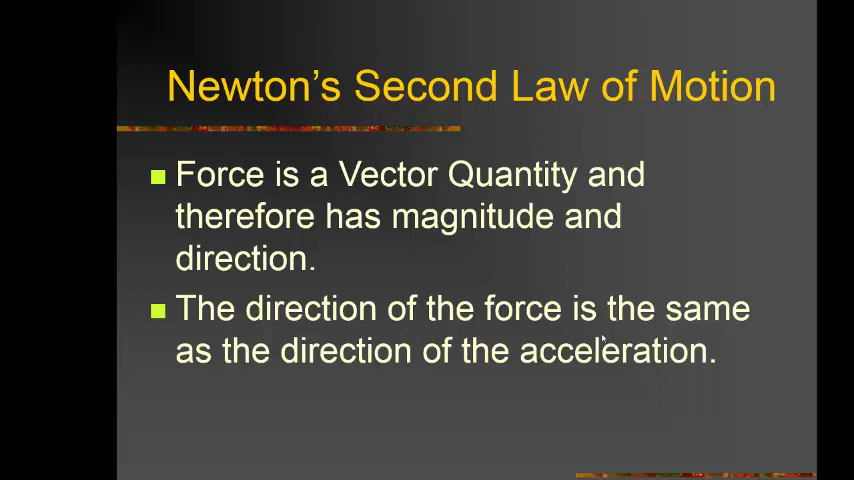 Newton's Second Law of Motion
Force is a Vector Quantity and
therefore has magnitude and
direction.
The direction of the force is the same
as the direction of the acceleration.